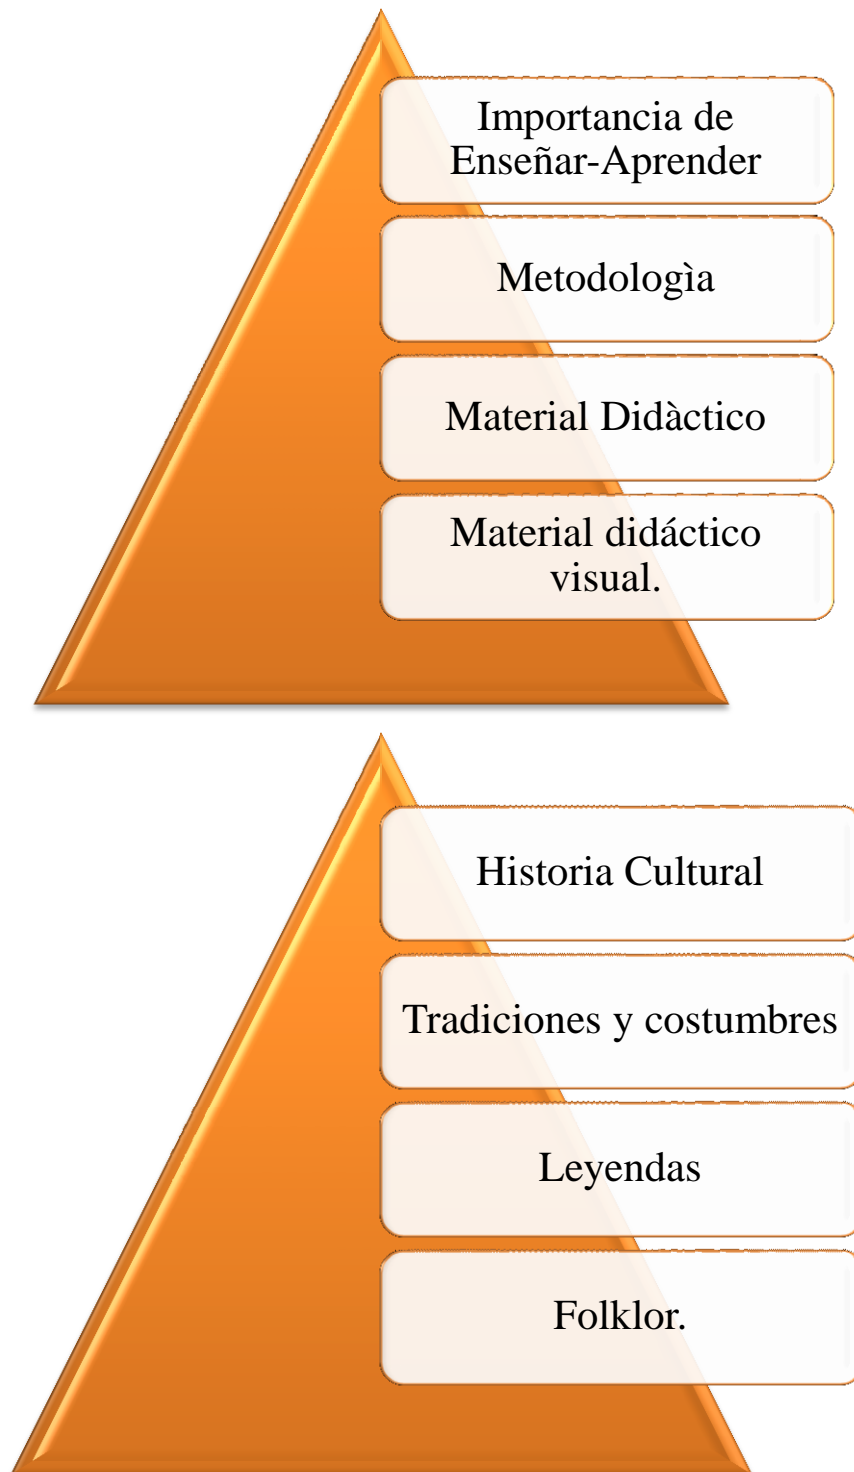 Importancia de
Enseñar-Aprender
Metodologìa
Material Didàctico
Material didáctico
visual.
Historia Cultural
Tradiciones y costumbres
Leyendas
Folklor.